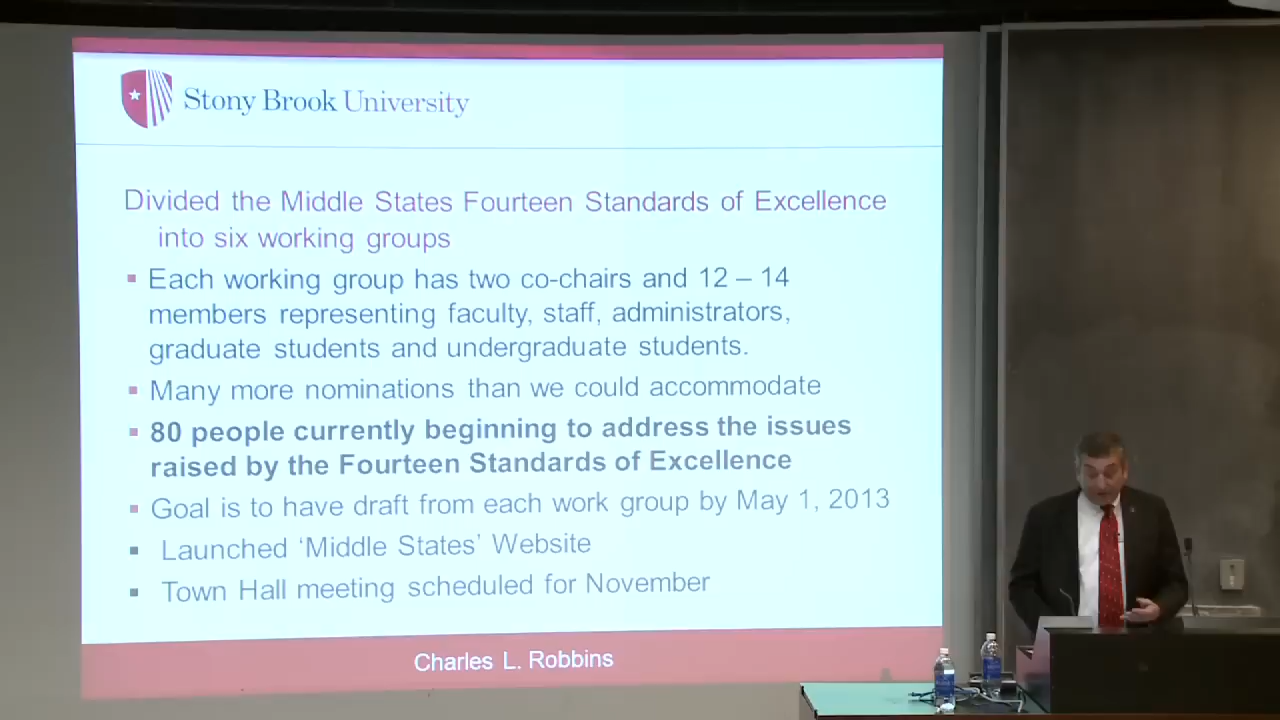 Stony Brook University
Divided the Middle States Fourteen Standards of Excellence
into six working groups
▪ Each working group has two co-chairs and 12 – 14
members representing faculty, staff, administrators,
graduate students and undergraduate students.
▪ Many more nominations than we could accommodate
▪ 80 people currently beginning to address the issues
raised by the Fourteen Standards of Excellence
▪ Goal is to have draft from each work group by May 1, 2013
▪ Launched ‘Middle States’ Website
▪ Town Hall meeting scheduled for November
Charles L. Robbins